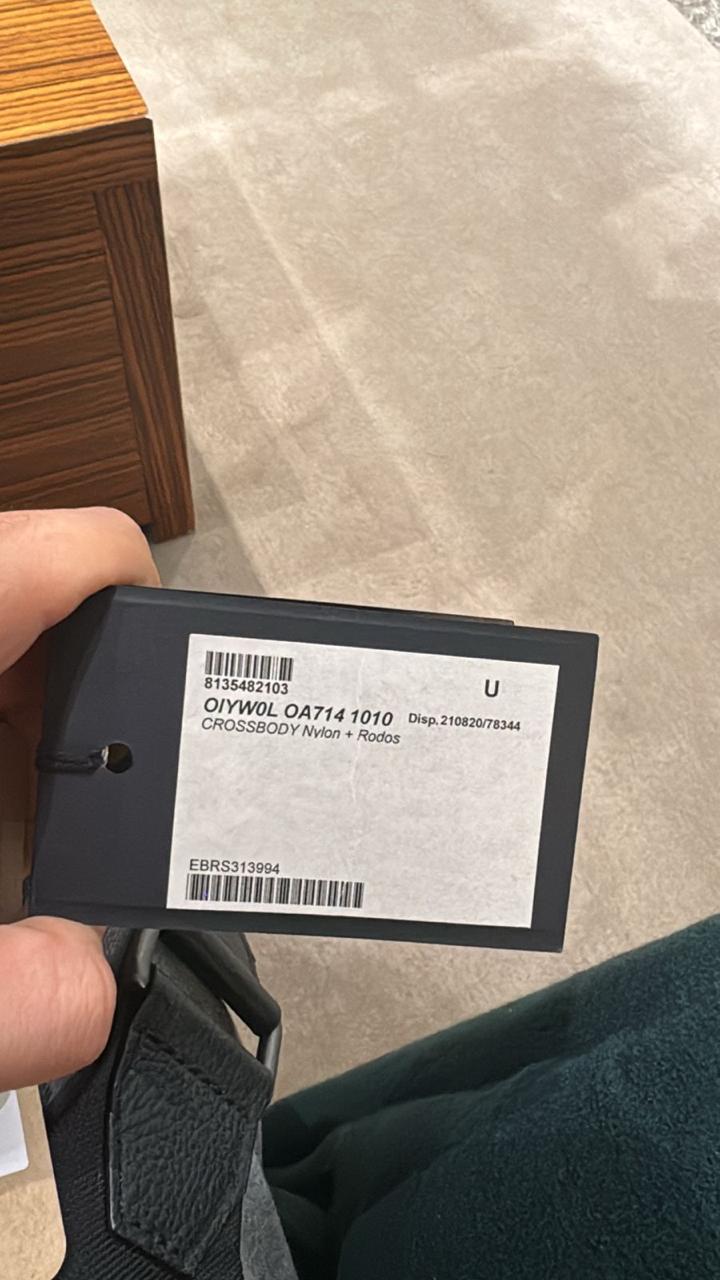 8135482103
U
OIYW0L OA714 1010 Disp.210820/78344
CROSSBODY Nylon + Rodos
EBRS313994